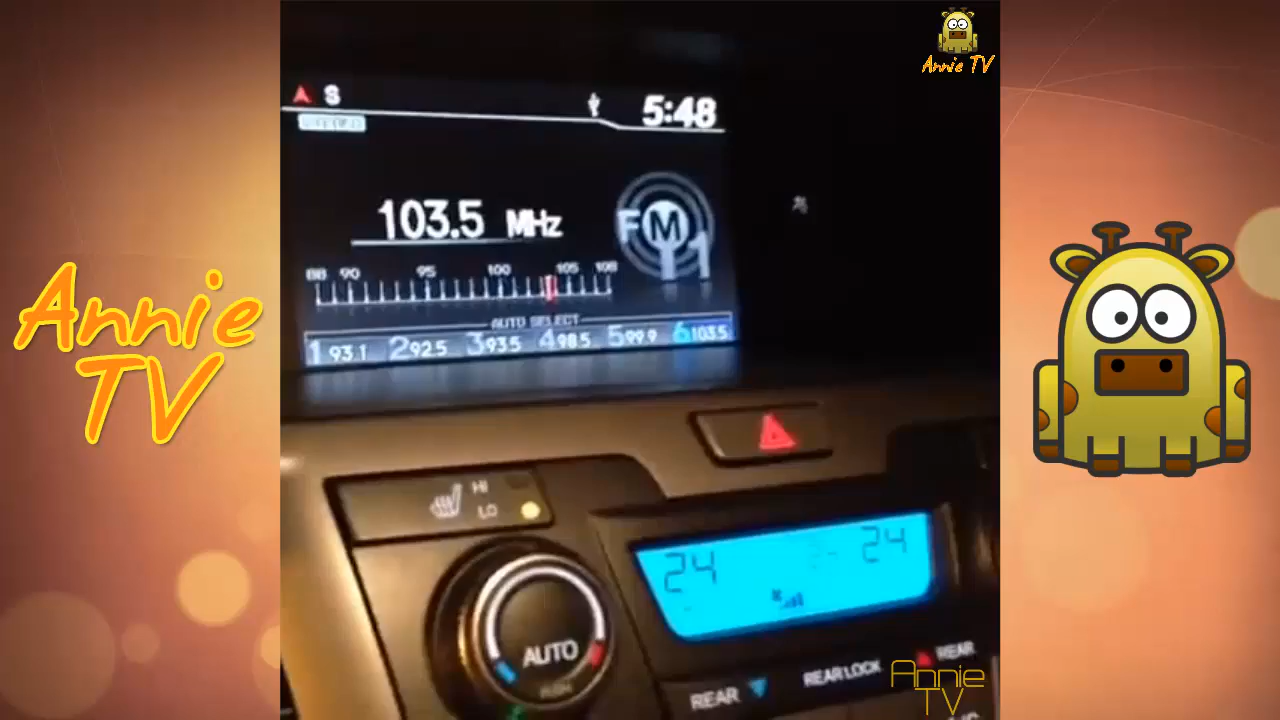 Annie TV
S
5:48
STEREO
103.5 MHz
FM
1
88 90 95 100 105 108
AUTO SELECT
1 93.1 2 92.5 3 93.5 4 98.5 5 99.9 6 103.5
Annie
TV
HI
LO
24 24
AUTO
REAR
REAR LOCK
REAR
Annie
TV